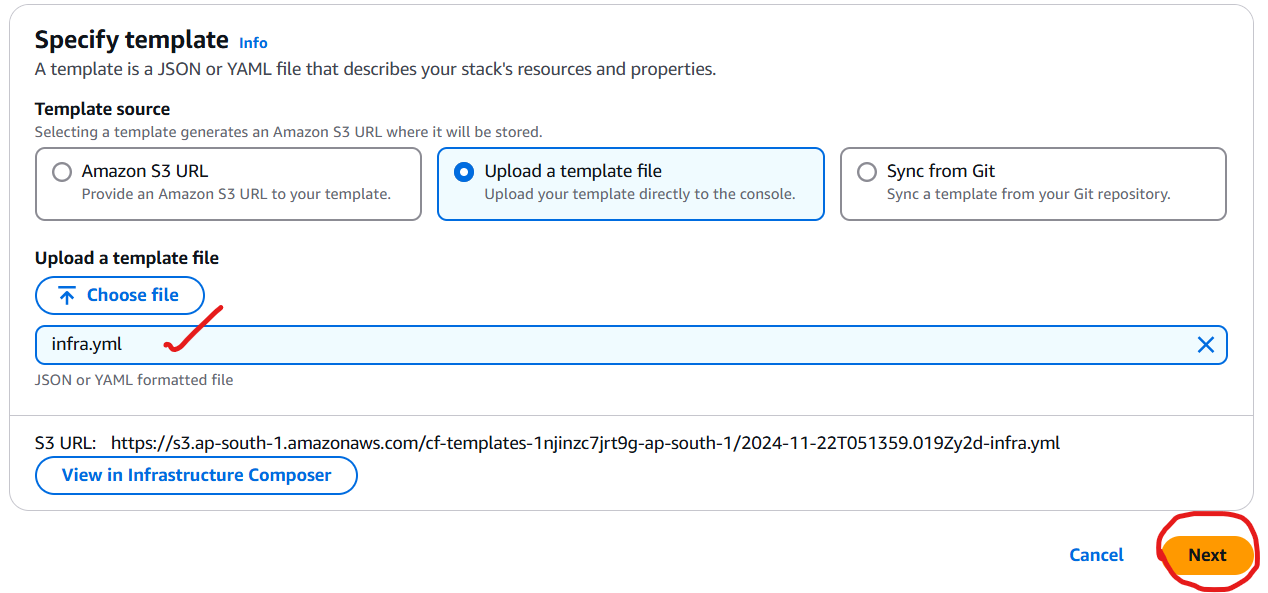 Specify template Info
A template is a JSON or YAML file that describes your stack's resources and properties.
Template source
Selecting a template generates an Amazon S3 URL where it will be stored.
Amazon S3 URL
Provide an Amazon S3 URL to your template.
Upload a template file
Upload your template directly to the console.
Sync from Git
Sync a template from your Git repository.
Upload a template file
Choose file
infra.yml
JSON or YAML formatted file
S3 URL: https://s3.ap-south-1.amazonaws.com/cf-templates-1njinzc7jrt9g-ap-south-1/2024-11-22T051359.019Zy2d-infra.yml
View in Infrastructure Composer
Cancel
Next